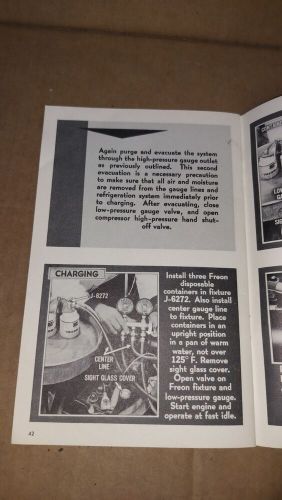 Again purge and evacuate the system
through the high-pressure gauge outlet
as previously outlined. This second
evacuation is a necessary precaution
to make sure that all air and moisture
are removed from the gauge lines and
refrigeration system immediately prior
to charging. After evacuating, close
low-pressure gauge valve, and open
compressor high-pressure hand shut-
off valve.
CHARGING
J-6272
CENTER
LINE
SIGHT GLASS COVER
Install three Freon
disposable
containers in fixture
J-6272. Also install
center gauge line
to fixture. Place
containers in an
upright position
in a pan of warm
water, not over
125° F. Remove
sight glass cover.
Open valve on
Freon fixture and
low-pressure gauge.
Start engine and
operate at fast idle.
42